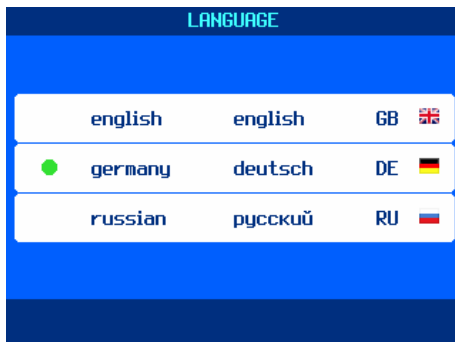 LANGUAGE
english english GB
germany deutsch DE
russian русский RU